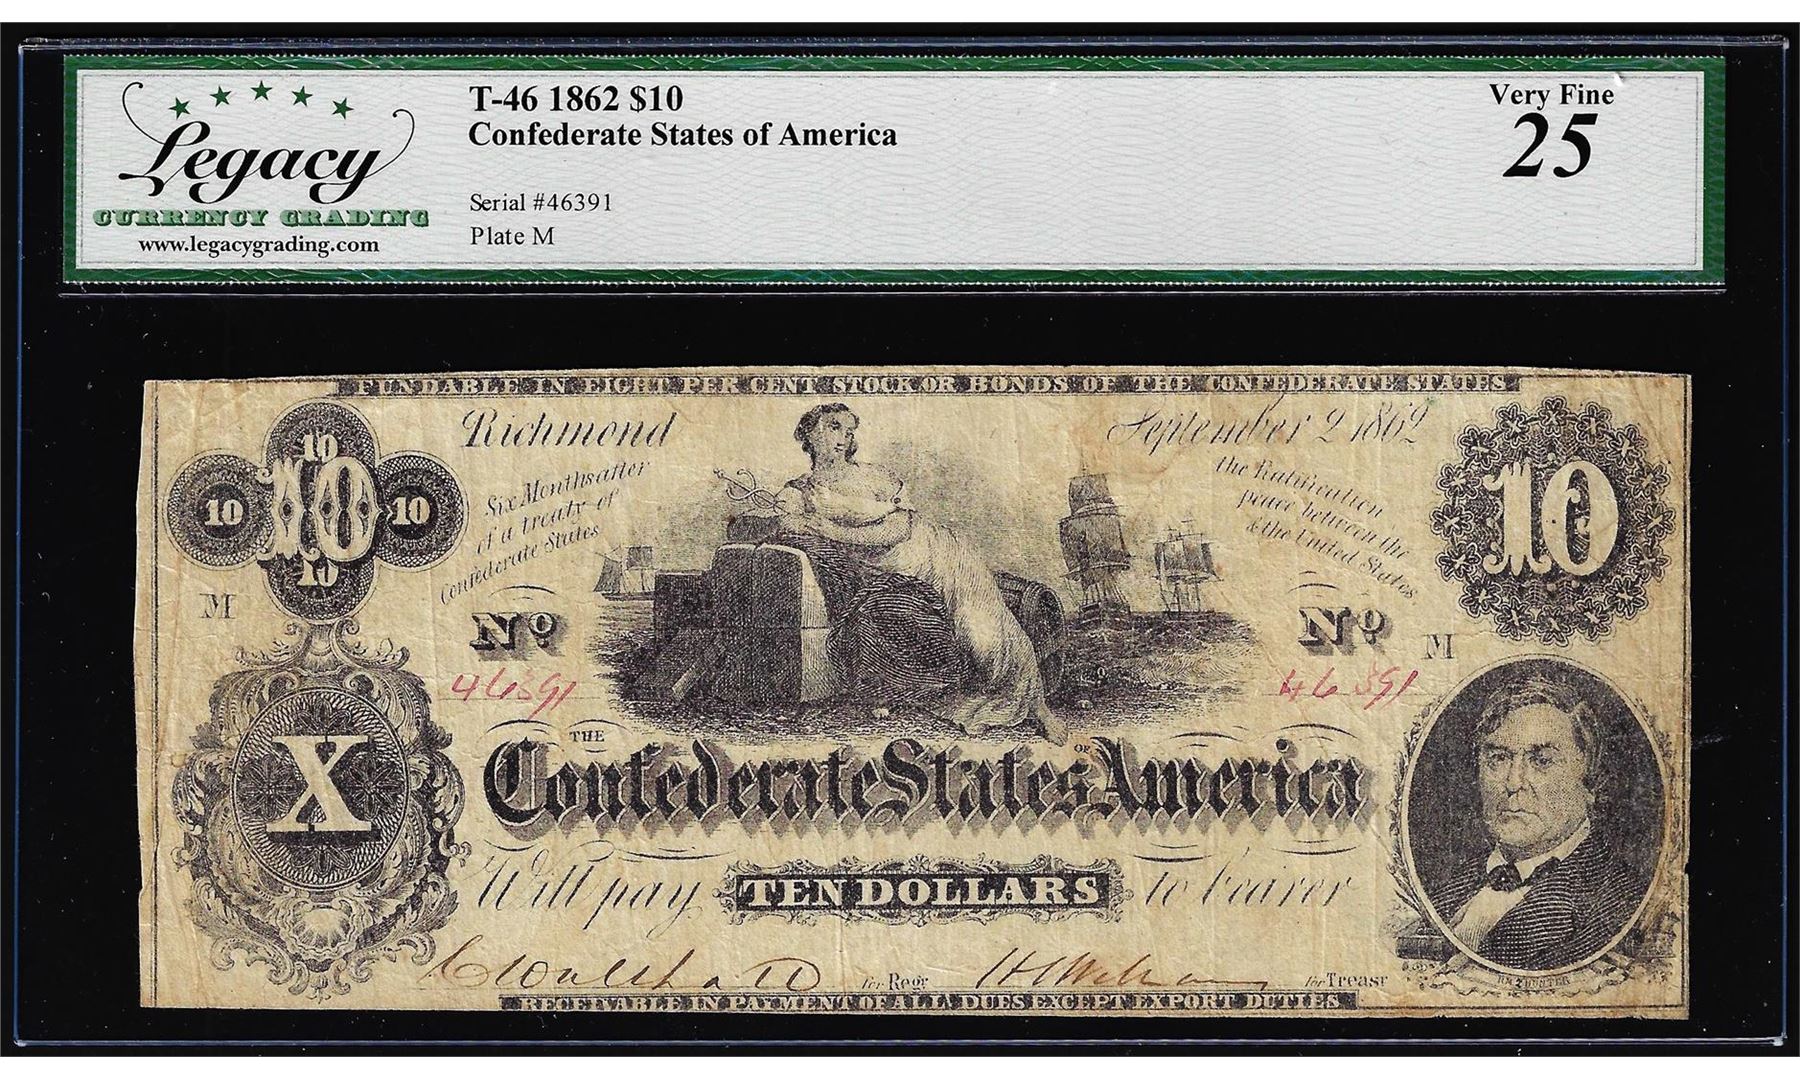 Legacy
CURRENCY GRADING
www.legacygrading.com
T-46 1862 $10
Confederate States of America
Serial #46391
Plate M
Very Fine
25
FUNDABLE IN EIGHT PER CENT STOCK OR BONDS OF THE CONFEDERATE STATES
Richmond
September 2 1862
Six Months after
of a treaty of
Confederate States
the Ratification
peace between the
& the United States
10
10 10 10
10
10
M
M
No
No
46391
46391
X
THE
Confederate States OF America
Will pay TEN DOLLARS to bearer
for Regr
for Treasr
RECEIVABLE IN PAYMENT OF ALL DUES EXCEPT EXPORT DUTIES
HUNTER